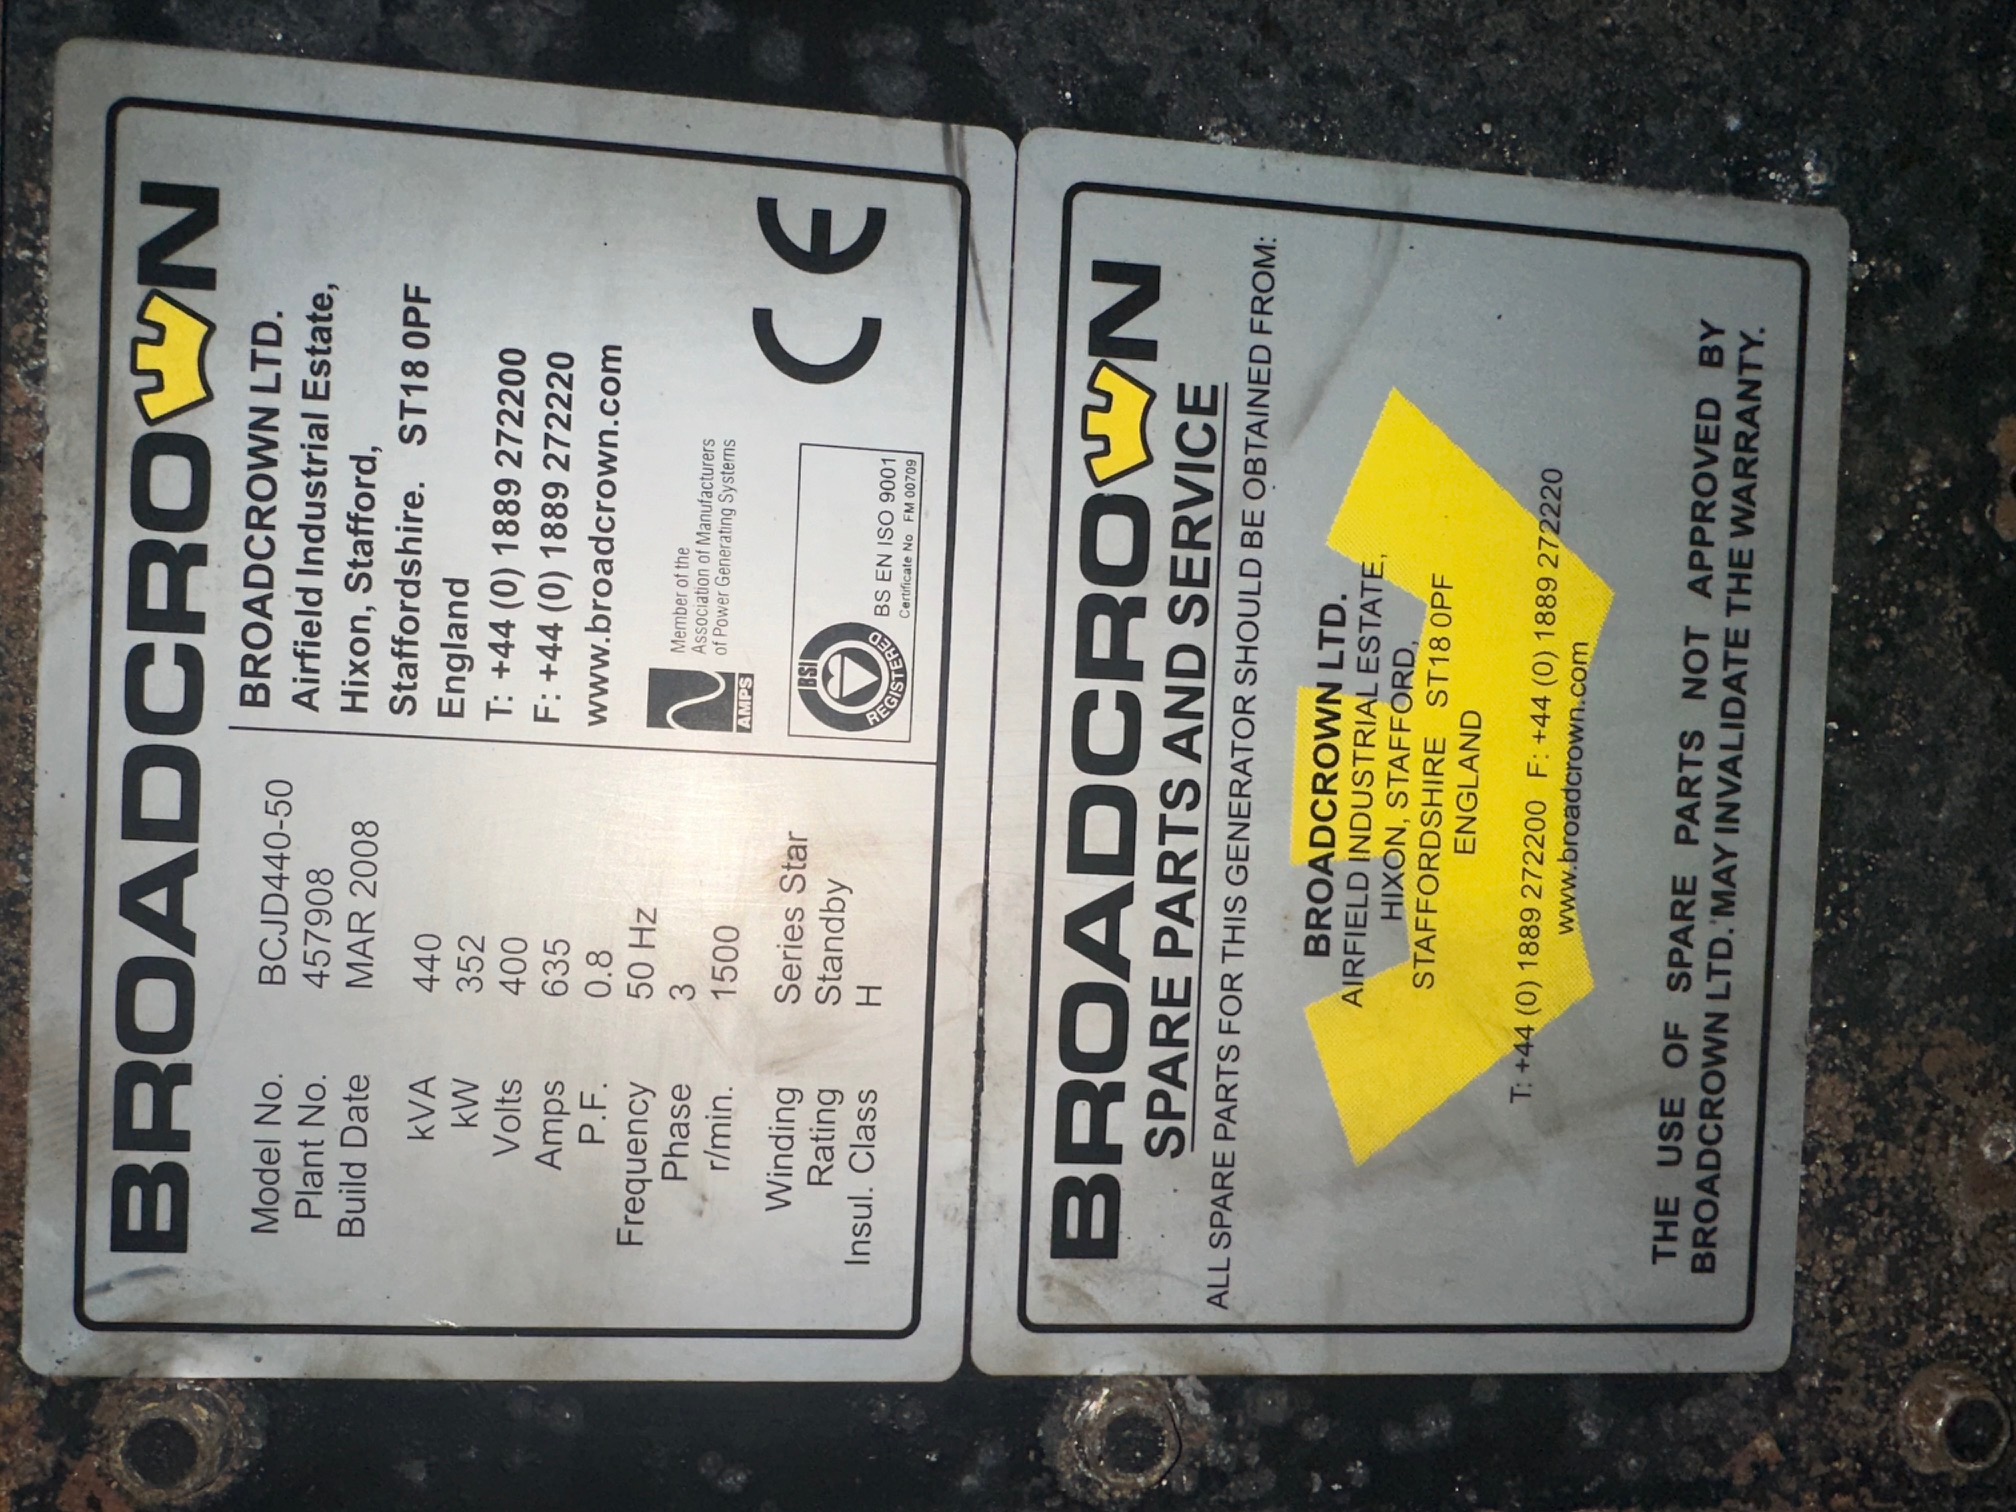 BROADCROWN
Model No. BCJD440-50
Plant No. 457908
Build Date MAR 2008
kVA 440
kW 352
Volts 400
Amps 635
P.F. 0.8
Frequency 50 Hz
Phase 3
r/min. 1500
Winding Series Star
Rating Standby
Insul. Class H
BROADCROWN LTD.
Airfield Industrial Estate,
Hixon, Stafford,
Staffordshire. ST18 0PF
England
T: +44 (0) 1889 272200
F: +44 (0) 1889 272220
www.broadcrown.com
AMPS
Member of the
Association of Manufacturers
of Power Generating Systems
BSI
REGISTERED
BS EN ISO 9001
Certificate No FM 00709
CE
BROADCROWN
SPARE PARTS AND SERVICE
ALL SPARE PARTS FOR THIS GENERATOR SHOULD BE OBTAINED FROM:
BROADCROWN LTD.
AIRFIELD INDUSTRIAL ESTATE,
HIXON, STAFFORD,
STAFFORDSHIRE ST18 0PF
ENGLAND
T: +44 (0) 1889 272200 F: +44 (0) 1889 272220
www.broadcrown.com
THE USE OF SPARE PARTS NOT APPROVED BY
BROADCROWN LTD. MAY INVALIDATE THE WARRANTY.